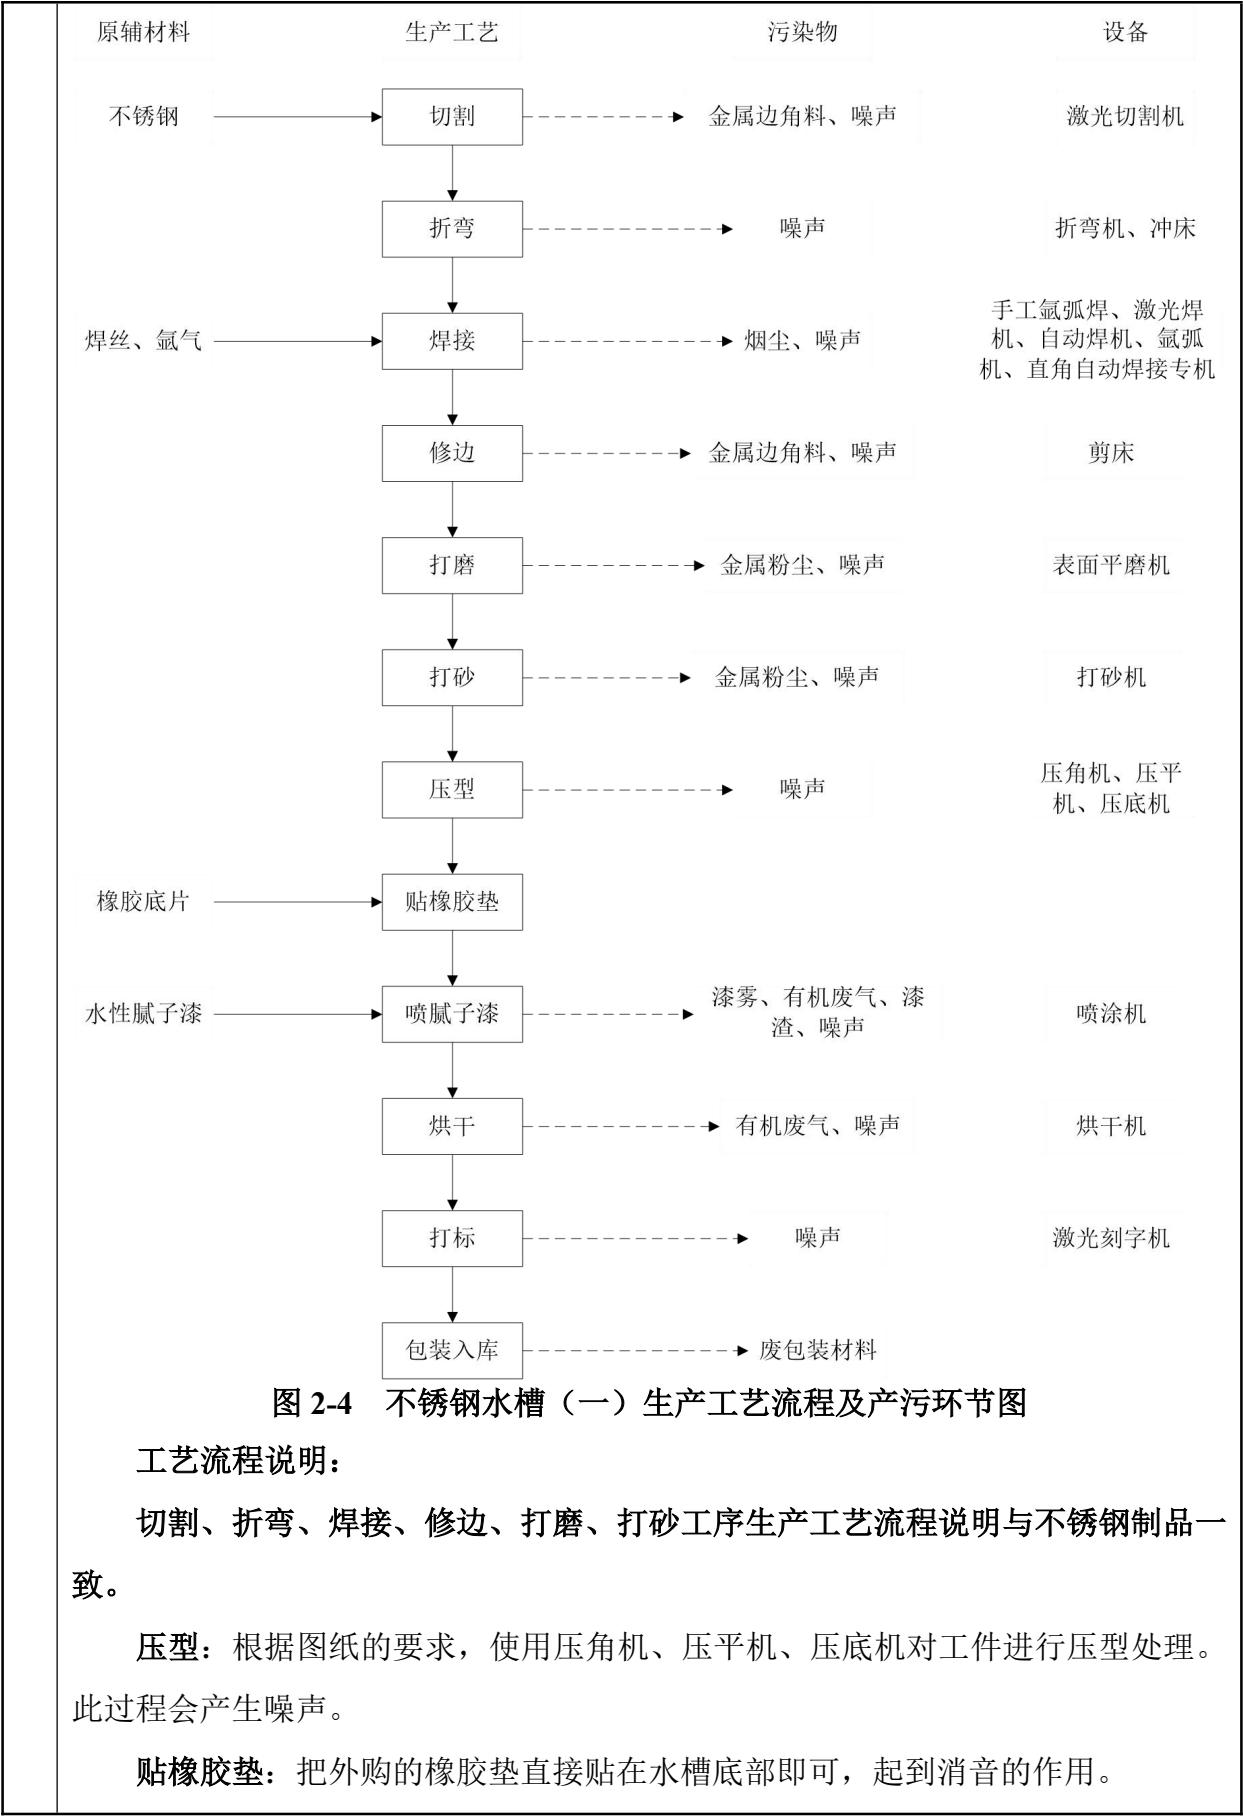 原辅材料 生产工艺 污染物 设备
不锈钢 切割 金属边角料、噪声 激光切割机
折弯 噪声 折弯机、冲床
手工氩弧焊、激光焊
焊丝、氩气 焊接 烟尘、噪声 机、自动焊机、氩弧
机、直角自动焊接专机
修边 金属边角料、噪声 剪床
打磨 金属粉尘、噪声 表面平磨机
打砂 金属粉尘、噪声 打砂机
压型 噪声 压角机、压平
机、压底机
橡胶底片 贴橡胶垫
水性腻子漆 喷腻子漆 漆雾、有机废气、漆 喷涂机
渣、噪声
烘干 有机废气、噪声 烘干机
打标 噪声 激光刻字机
包装入库 废包装材料
图 2-4 不锈钢水槽（一）生产工艺流程及产污环节图
工艺流程说明：
切割、折弯、焊接、修边、打磨、打砂工序生产工艺流程说明与不锈钢制品一
致。
压型：根据图纸的要求，使用压角机、压平机、压底机对工件进行压型处理。
此过程会产生噪声。
贴橡胶垫：把外购的橡胶垫直接贴在水槽底部即可，起到消音的作用。